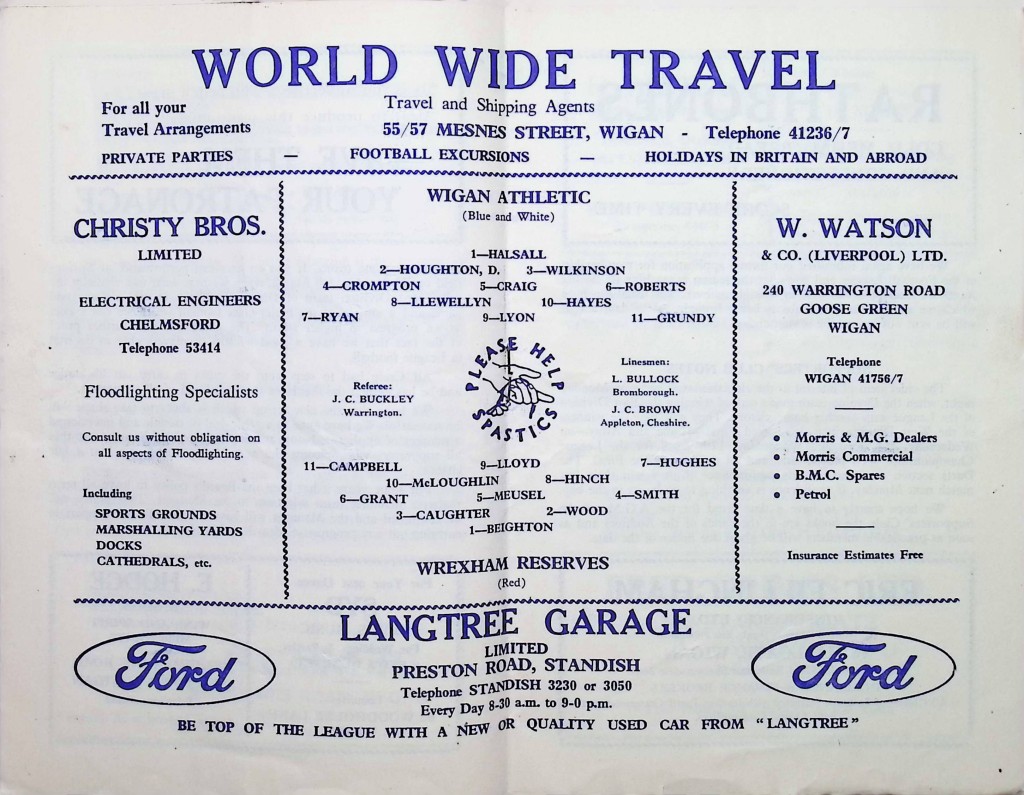 WORLD WIDE TRAVEL
For all your
Travel Arrangements
Travel and Shipping Agents
55/57 MESNES STREET, WIGAN - Telephone 41236/7
PRIVATE PARTIES — FOOTBALL EXCURSIONS — HOLIDAYS IN BRITAIN AND ABROAD
CHRISTY BROS.
LIMITED
ELECTRICAL ENGINEERS
CHELMSFORD
Telephone 53414
Floodlighting Specialists
Consult us without obligation on
all aspects of Floodlighting.
Including
SPORTS GROUNDS
MARSHALLING YARDS
DOCKS
CATHEDRALS, etc.
WIGAN ATHLETIC
(Blue and White)
1—HALSALL
2—HOUGHTON, D. 3—WILKINSON
4—CROMPTON 5—CRAIG 6—ROBERTS
8—LLEWELLYN 10—HAYES
7—RYAN 9—LYON 11—GRUNDY
Referee:
J. C. BUCKLEY
Warrington.
PLEASE HELP
SPASTICS
Linesmen:
L. BULLOCK
Bromborough.
J. C. BROWN
Appleton, Cheshire.
11—CAMPBELL 9—LLOYD 7—HUGHES
10—McLOUGHLIN 8—HINCH
6—GRANT 5—MEUSEL 4—SMITH
3—CAUGHTER 2—WOOD
1—BEIGHTON
WREXHAM RESERVES
(Red)
W. WATSON
& CO. (LIVERPOOL) LTD.
240 WARRINGTON ROAD
GOOSE GREEN
WIGAN
Telephone
WIGAN 41756/7
• Morris & M.G. Dealers
• Morris Commercial
• B.M.C. Spares
• Petrol
Insurance Estimates Free
Ford
LANGTREE GARAGE
LIMITED
PRESTON ROAD, STANDISH
Telephone STANDISH 3230 or 3050
Every Day 8-30 a.m. to 9-0 p.m.
Ford
BE TOP OF THE LEAGUE WITH A NEW OR QUALITY USED CAR FROM "LANGTREE"